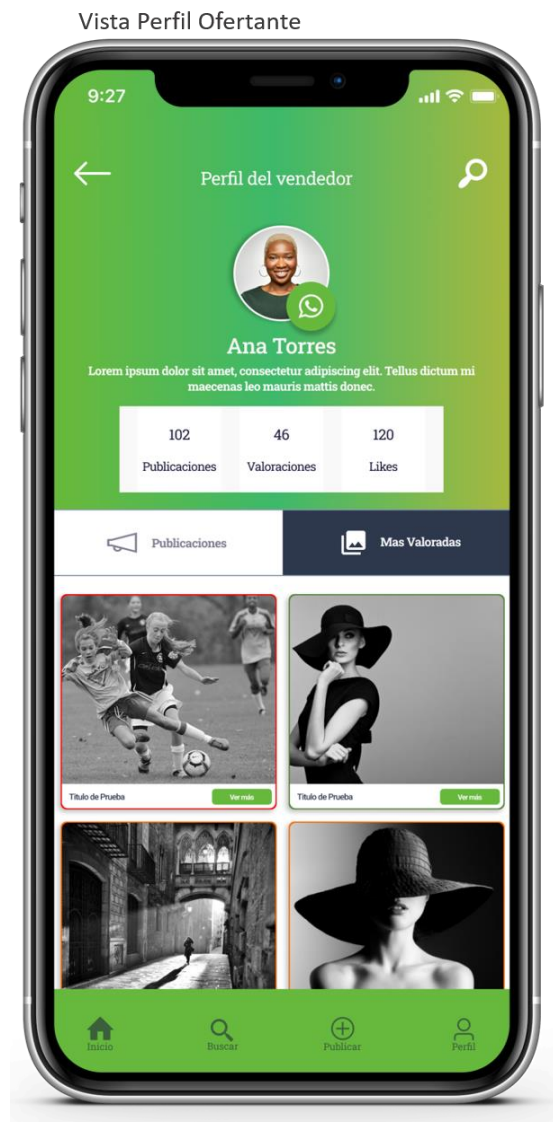 Vista Perfil Ofertante
9:27
Perfil del vendedor
Ana Torres
Lorem ipsum dolor sit amet, consectetur adipiscing elit. Tellus dictum mi
maecenas leo mauris mattis donec.
102 46 120
Publicaciones Valoraciones Likes
Publicaciones Mas Valoradas
Titulo de Prueba Ver más Titulo de Prueba Ver más
Inicio Buscar Publicar Perfil